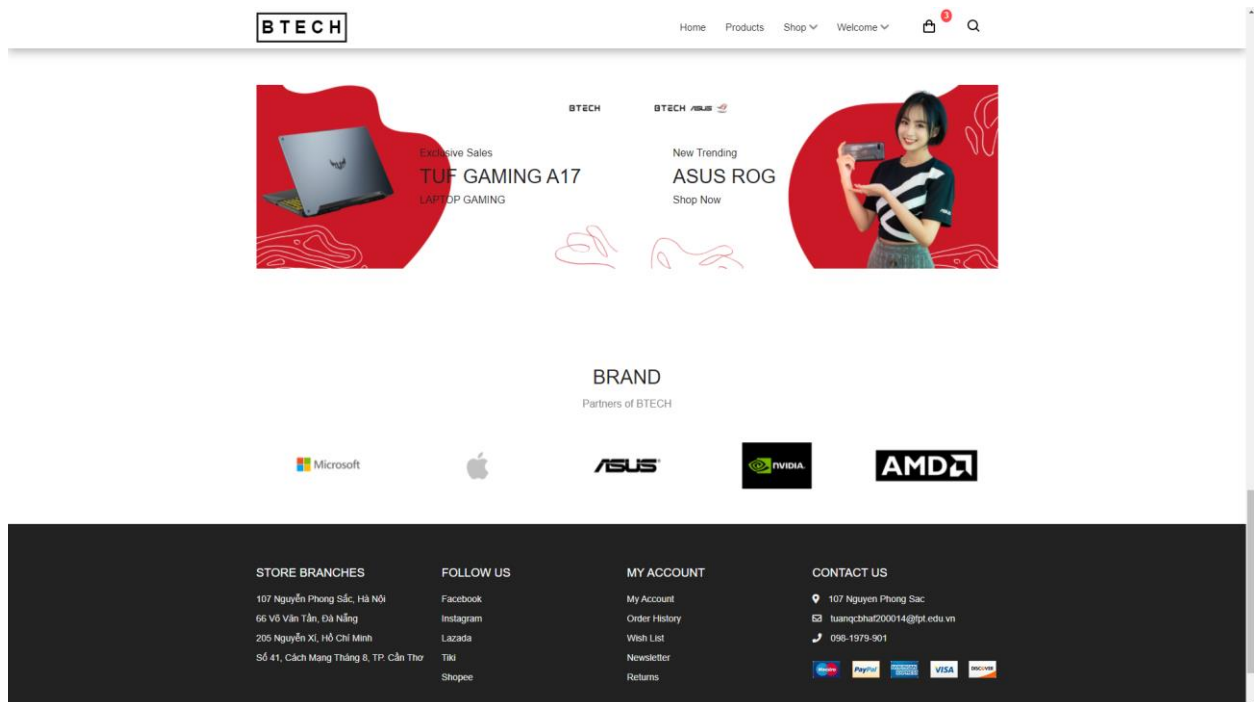 BTECH
Home Products Shop Welcome 3
BTECH
Exclusive Sales
TUF GAMING A17
LAPTOP GAMING
BTECH ASUS
New Trending
ASUS ROG
Shop Now
BRAND
Partners of BTECH
Microsoft
ASUS
NVIDIA.
AMD
STORE BRANCHES
107 Nguyễn Phong Sắc, Hà Nội
66 Võ Văn Tần, Đà Nẵng
205 Nguyễn Xí, Hồ Chí Minh
Số 41, Cách Mạng Tháng 8, TP. Cần Thơ
FOLLOW US
Facebook
Instagram
Lazada
Tiki
Shopee
MY ACCOUNT
My Account
Order History
Wish List
Newsletter
Returns
CONTACT US
107 Nguyen Phong Sac
tuanqcbhaf200014@fpt.edu.vn
098-1979-901
PayPal VISA DISCOVER